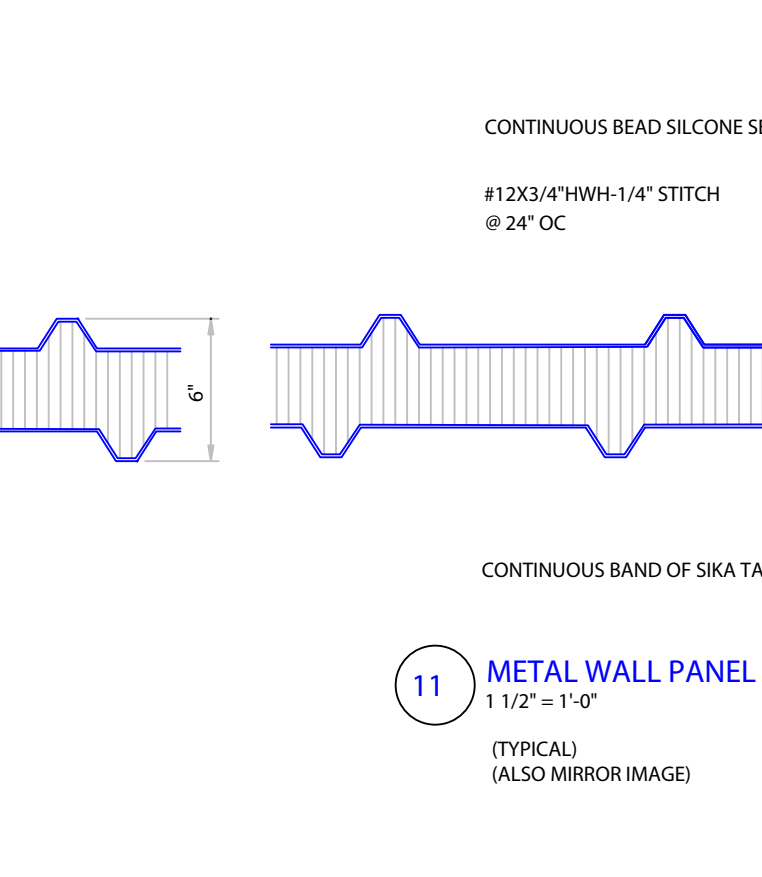 CONTINUOUS BEAD SILCONE SE
#12X3/4"HWH-1/4" STITCH
@ 24" OC
6"
CONTINUOUS BAND OF SIKA TA
11
METAL WALL PANEL
1 1/2" = 1'-0"
(TYPICAL)
(ALSO MIRROR IMAGE)